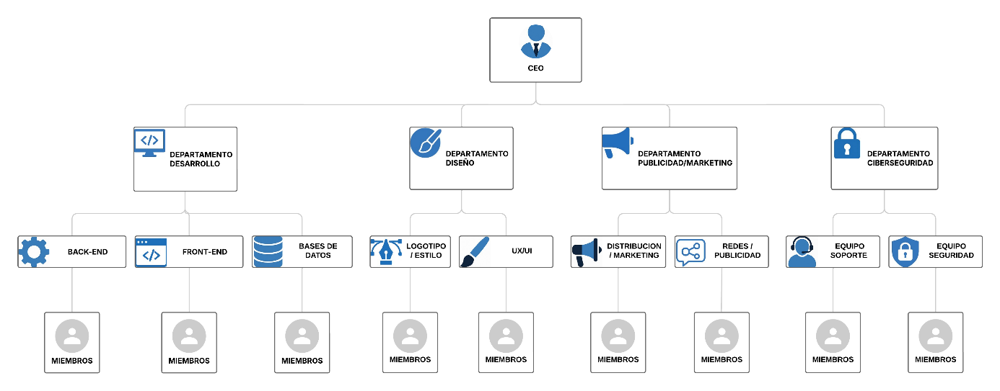 CEO
DEPARTAMENTO
DESARROLLO
DEPARTAMENTO
DISEÑO
DEPARTAMENTO
PUBLICIDAD/MARKETING
DEPARTAMENTO
CIBERSEGURIDAD
BACK-END
FRONT-END
BASES DE
DATOS
LOGOTIPO
/ ESTILO
UX/UI
DISTRIBUCION
/ MARKETING
REDES /
PUBLICIDAD
EQUIPO
SOPORTE
EQUIPO
SEGURIDAD
MIEMBROS
MIEMBROS
MIEMBROS
MIEMBROS
MIEMBROS
MIEMBROS
MIEMBROS
MIEMBROS
MIEMBROS